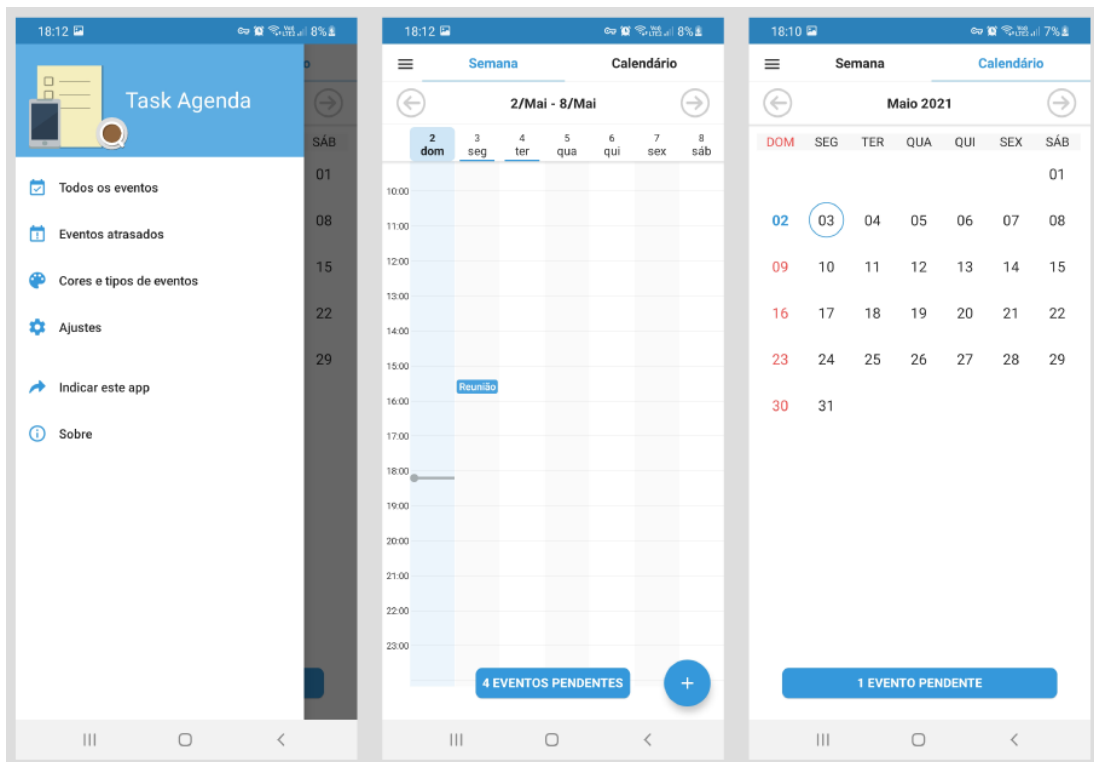 18:12 8%
Task Agenda
O
SÁB
01
08
15
22
29
Todos os eventos
Eventos atrasados
Cores e tipos de eventos
Ajustes
Indicar este app
Sobre
18:12 8%
Semana Calendário
2/Mai - 8/Mai
2 3 4 5 6 7 8
dom seg ter qua qui sex sáb
10:00
11:00
12:00
13:00
14:00
15:00
Reunião
16:00
17:00
18:00
19:00
20:00
21:00
22:00
23:00
4 EVENTOS PENDENTES +
18:10 7%
Semana Calendário
Maio 2021
DOM SEG TER QUA QUI SEX SÁB
01
02 03 04 05 06 07 08
09 10 11 12 13 14 15
16 17 18 19 20 21 22
23 24 25 26 27 28 29
30 31
1 EVENTO PENDENTE